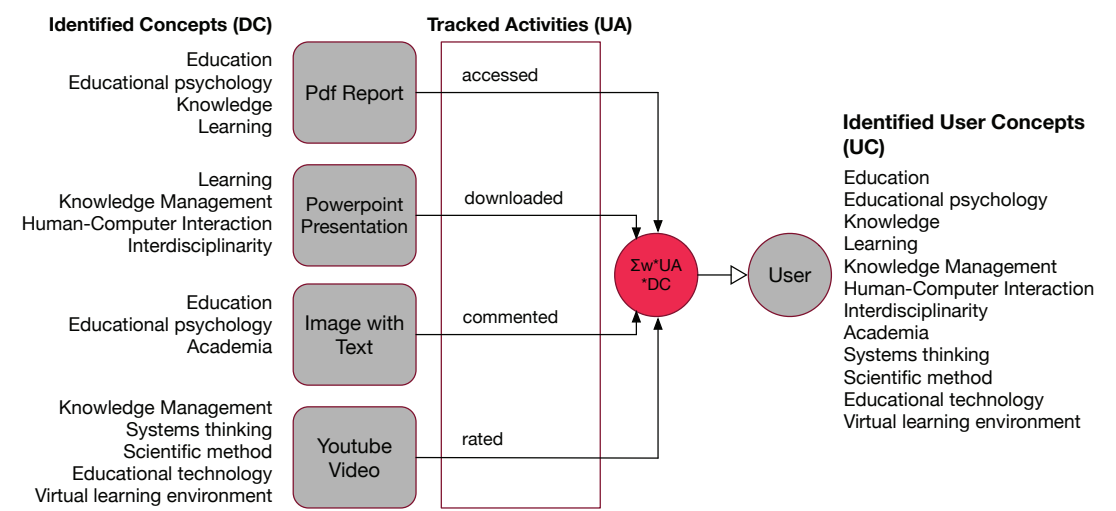 Identified Concepts (DC)
Tracked Activities (UA)
Education
Educational psychology
Knowledge
Learning
Pdf Report
accessed
Learning
Knowledge Management
Human-Computer Interaction
Interdisciplinarity
Powerpoint
Presentation
downloaded
Education
Educational psychology
Academia
Image with
Text
commented
Knowledge Management
Systems thinking
Scientific method
Educational technology
Virtual learning environment
Youtube
Video
rated
Σw*UA
*DC
User
Identified User Concepts
(UC)
Education
Educational psychology
Knowledge
Learning
Knowledge Management
Human-Computer Interaction
Interdisciplinarity
Academia
Systems thinking
Scientific method
Educational technology
Virtual learning environment